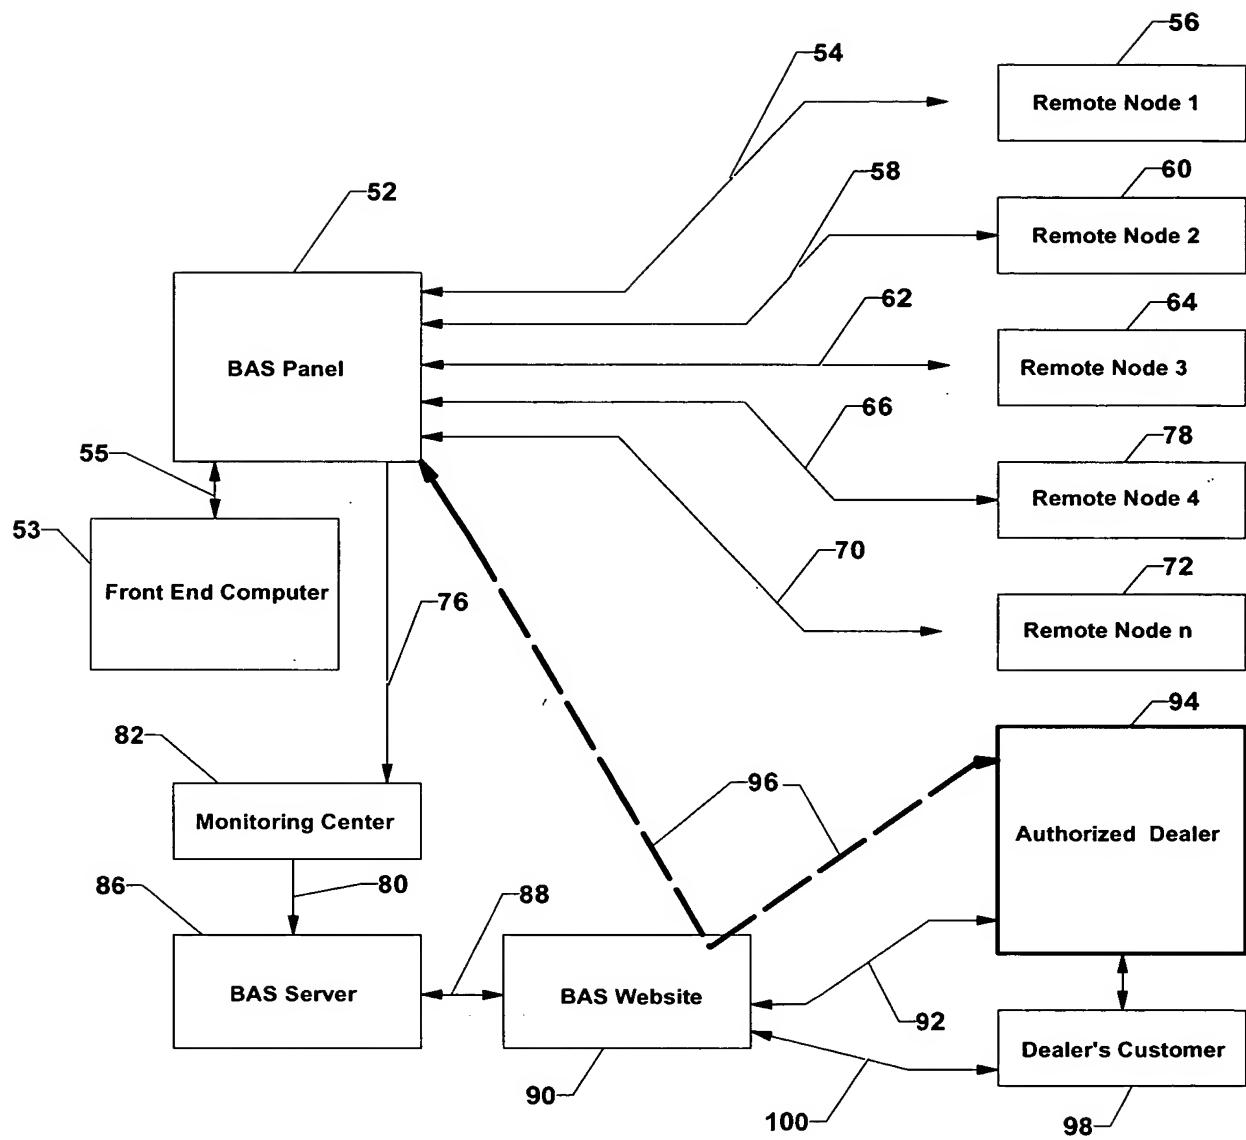 56
54
Remote Node 1
58
60
52
Remote Node 2
62
64
BAS Panel
Remote Node 3
66
78
55
Remote Node 4
53
70
72
Front End Computer
76
Remote Node n
94
82
96
Monitoring Center
Authorized Dealer
86
80
88
BAS Server
BAS Website
92
Dealer's Customer
90
100
98